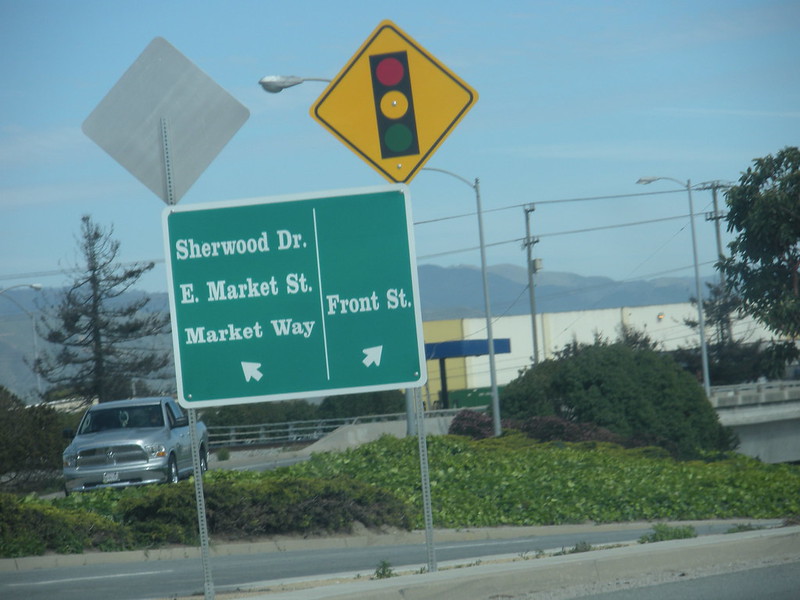 Sherwood Dr.
E. Market St.
Market Way
Front St.